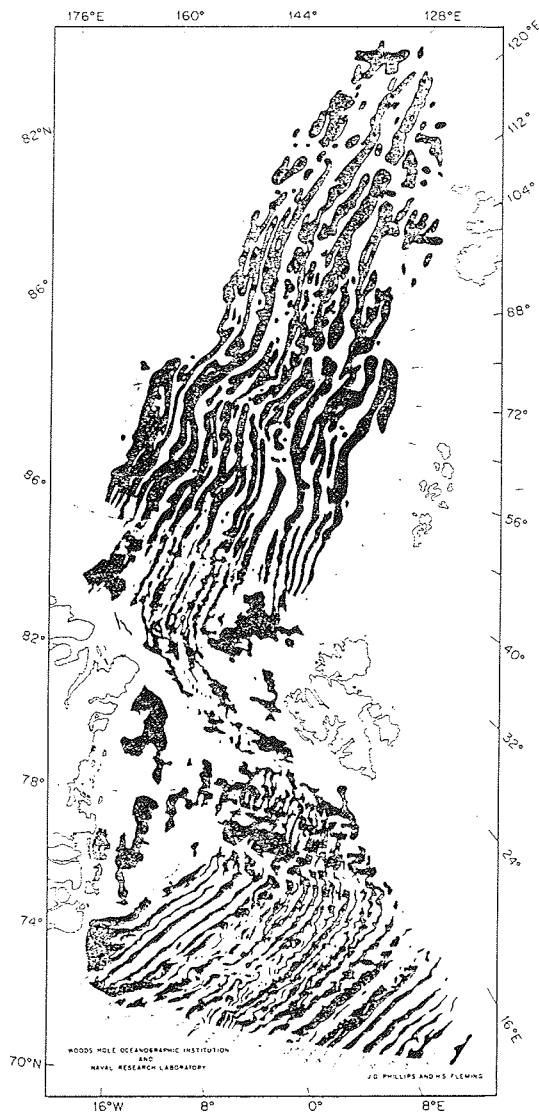 176°E 160° 144° 128°E
120°E
112°
82°N
104°
86°
88°
72°
86°
56°
82°
40°
32°
78°
24°
74°
16°E
WOODS HOLE OCEANOGRAPHIC INSTITUTION
AND
NAVAL RESEARCH LABORATORY
J.D. PHILLIPS AND H.S. FLEMING
70°N
16°W 8° 0° 8°E